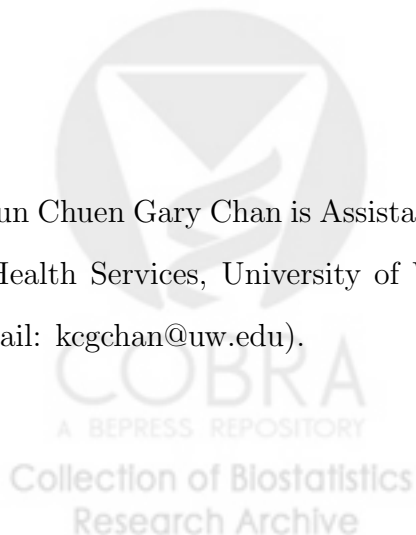 un Chuen Gary Chan is Assista
Health Services, University of
ail: kcgchan@uw.edu).
COBRA
A BEPRESS REPOSITORY
Collection of Biostatistics
Research Archive